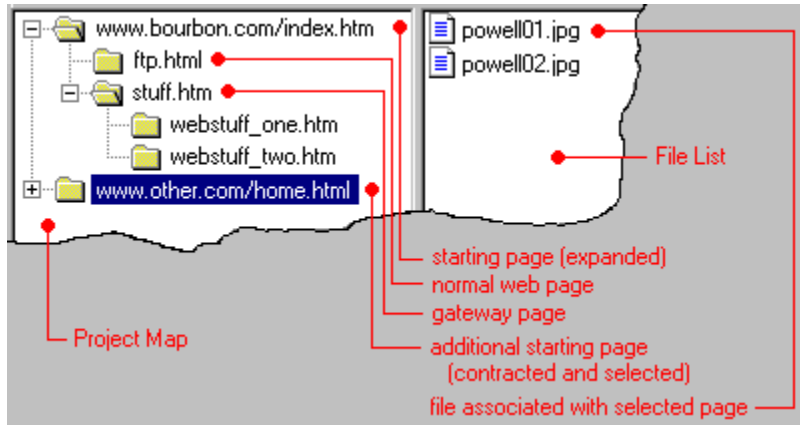 www.bourbon.com/index.htm
ftp.html
stuff.htm
webstuff_one.htm
webstuff_two.htm
www.other.com/home.html
powell01.jpg
powell02.jpg
File List
starting page (expanded)
normal web page
gateway page
Project Map
additional starting page
(contracted and selected)
file associated with selected page